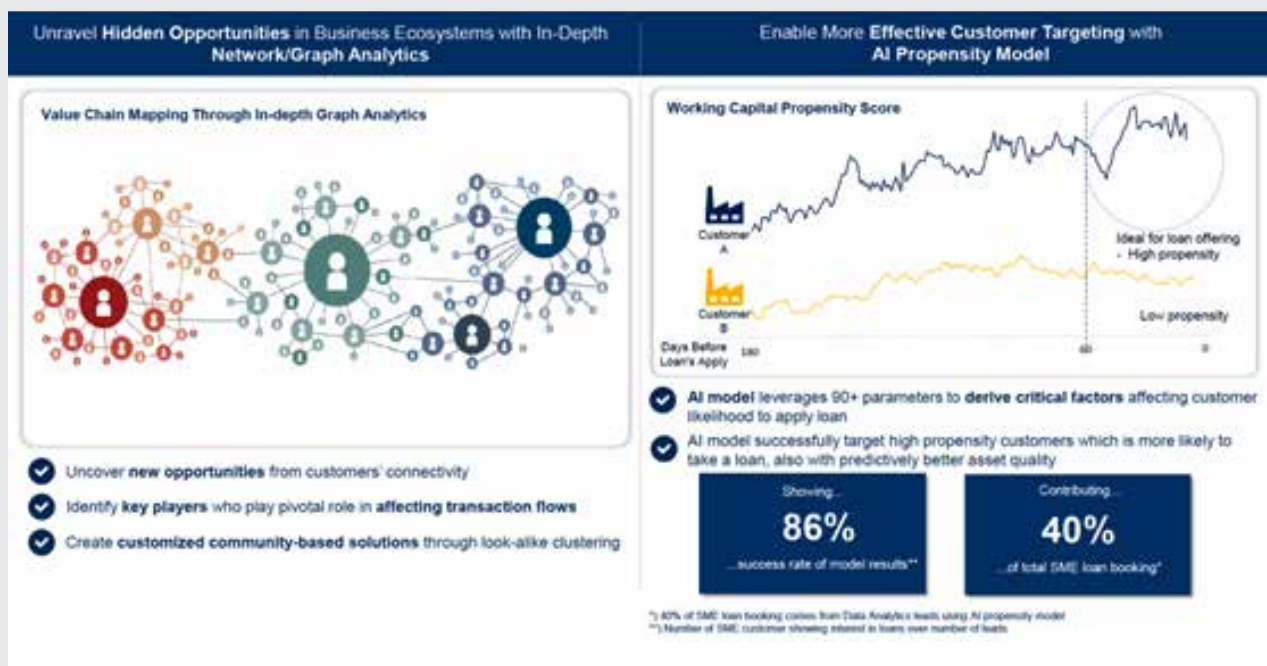 Unravel Hidden Opportunities in Business Ecosystems with In-Depth
Network/Graph Analytics
Value Chain Mapping Through In-depth Graph Analytics
Uncover new opportunities from customers' connectivity
Identify key players who play pivotal role in affecting transaction flows
Create customized community-based solutions through look-alike clustering
Enable More Effective Customer Targeting with
AI Propensity Model
Working Capital Propensity Score
Customer
A
Ideal for loan offering
- High propensity
Customer
B
Low propensity
Days Before
Loan's Apply
180
60
0
AI model leverages 90+ parameters to derive critical factors affecting customer
likelihood to apply loan
AI model successfully target high propensity customers which is more likely to
take a loan, also with predictively better asset quality
Showing...
86%
...success rate of model results**
Contributing...
40%
...of total SME loan booking*
*) 40% of SME loan booking comes from Data Analytics leads using AI propensity model
**) Number of SME customer showing interest in loans over number of leads